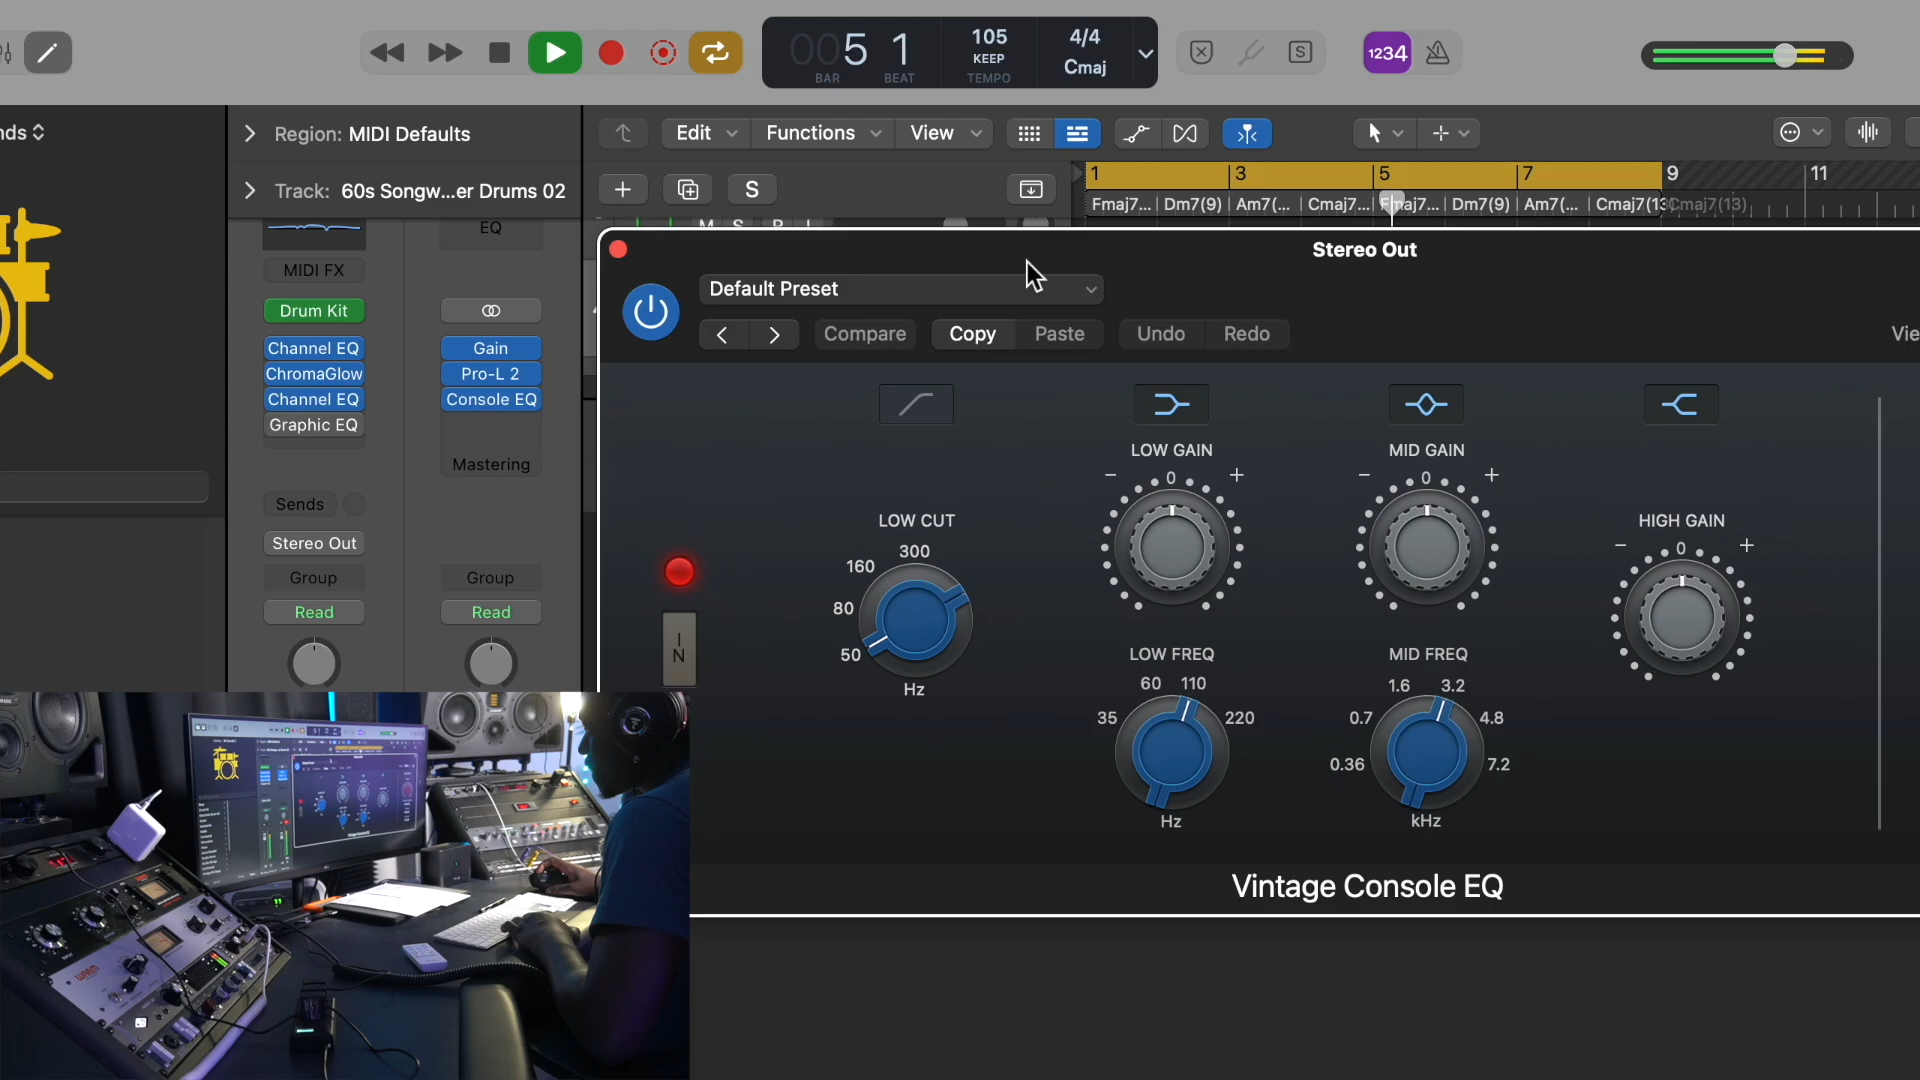 005 1
BAR BEAT
105
KEEP
TEMPO
4/4
Cmaj
S
1234
nds
Region: MIDI Defaults
Track: 60s Songw...er Drums 02
Edit
Functions
View
S
1 3 5 7 9 11
Fmaj7... Dm7(9) Am7(... Cmaj7... Fmaj7... Dm7(9) Am7(... Cmaj7(13) Cmaj7(13)
M S R I
EQ
MIDI FX
Drum Kit
Channel EQ
ChromaGlow
Channel EQ
Graphic EQ
Gain
Pro-L 2
Console EQ
Mastering
Sends
Stereo Out
Group Group
Read Read
Stereo Out
Default Preset
Compare Copy Paste Undo Redo
Vie
LOW CUT
300
160
80
50
Hz
LOW GAIN
− 0 +
LOW FREQ
60 110
35 220
Hz
MID GAIN
− 0 +
MID FREQ
1.6 3.2
0.7 4.8
0.36 7.2
kHz
HIGH GAIN
− 0 +
IN
Vintage Console EQ